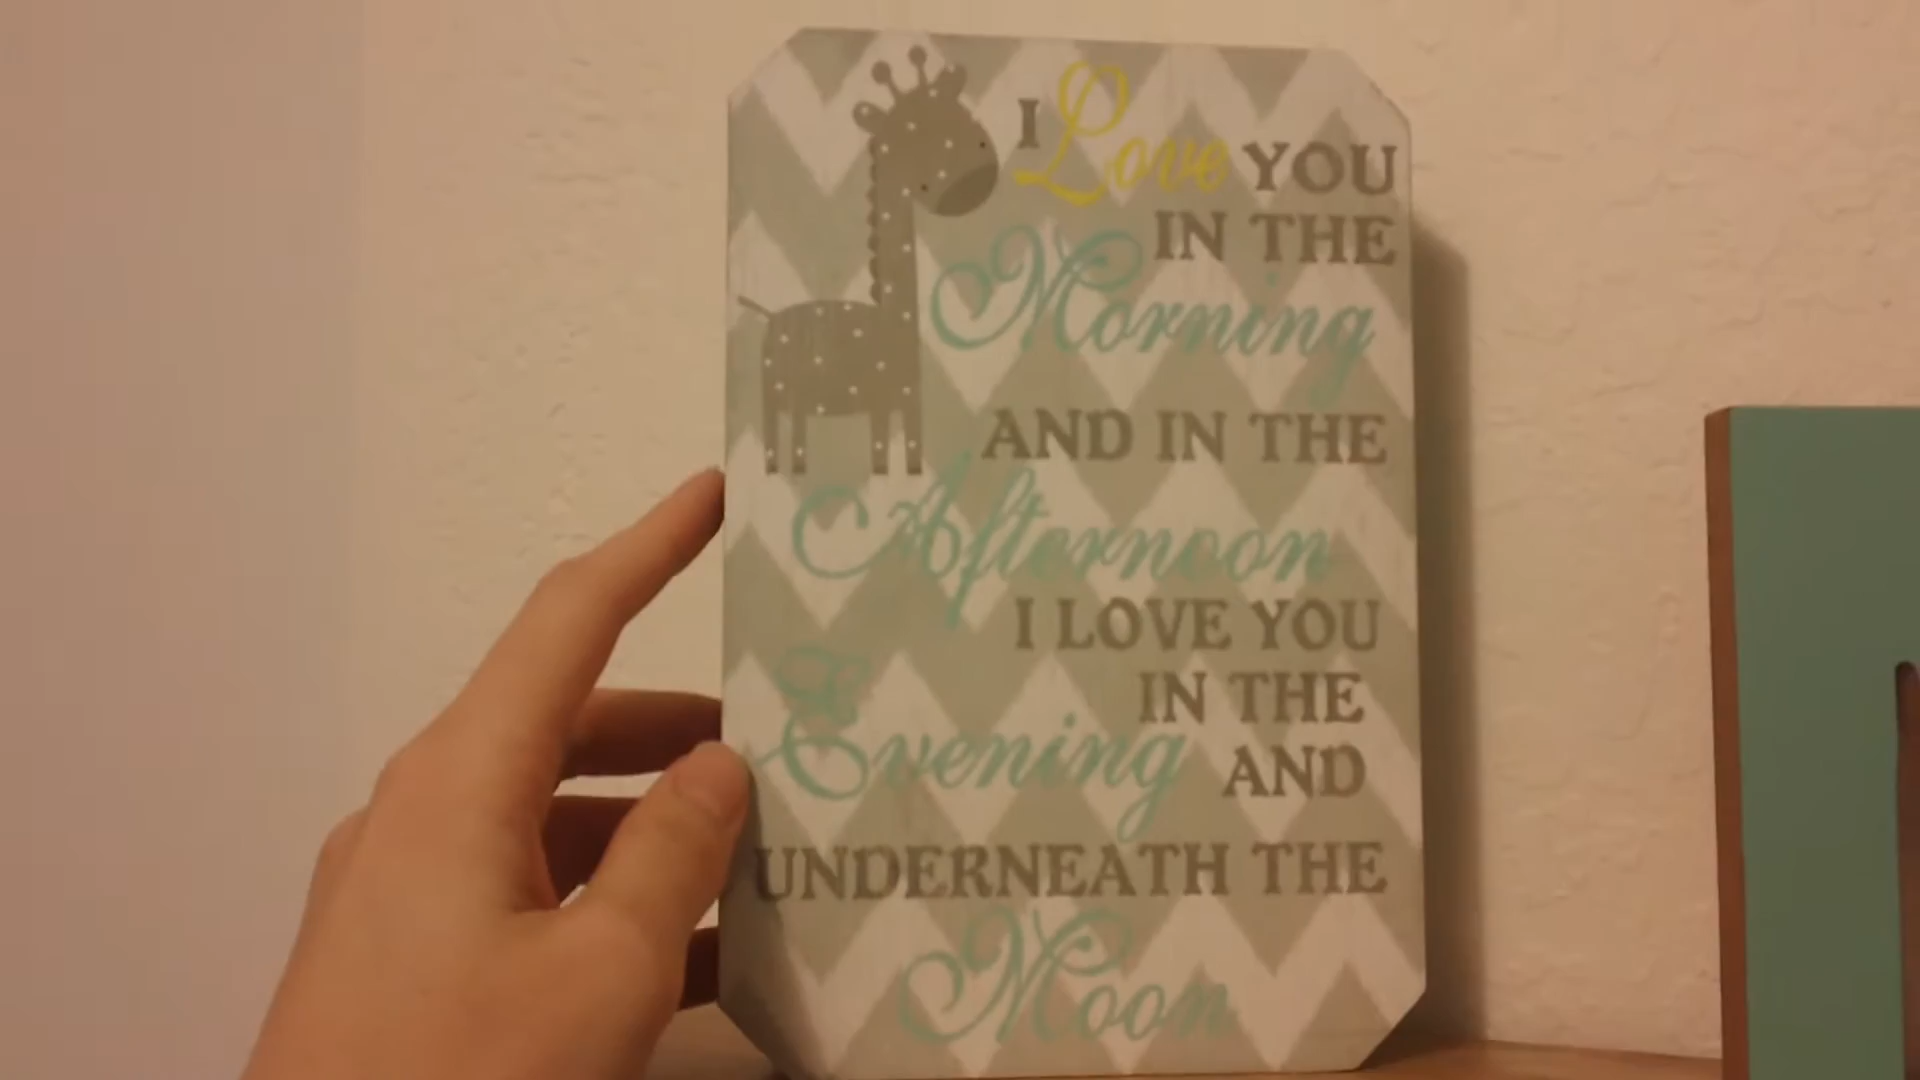 I Love YOU
IN THE
Morning
AND IN THE
Afternoon
I LOVE YOU
IN THE
Evening AND
UNDERNEATH THE
Moon